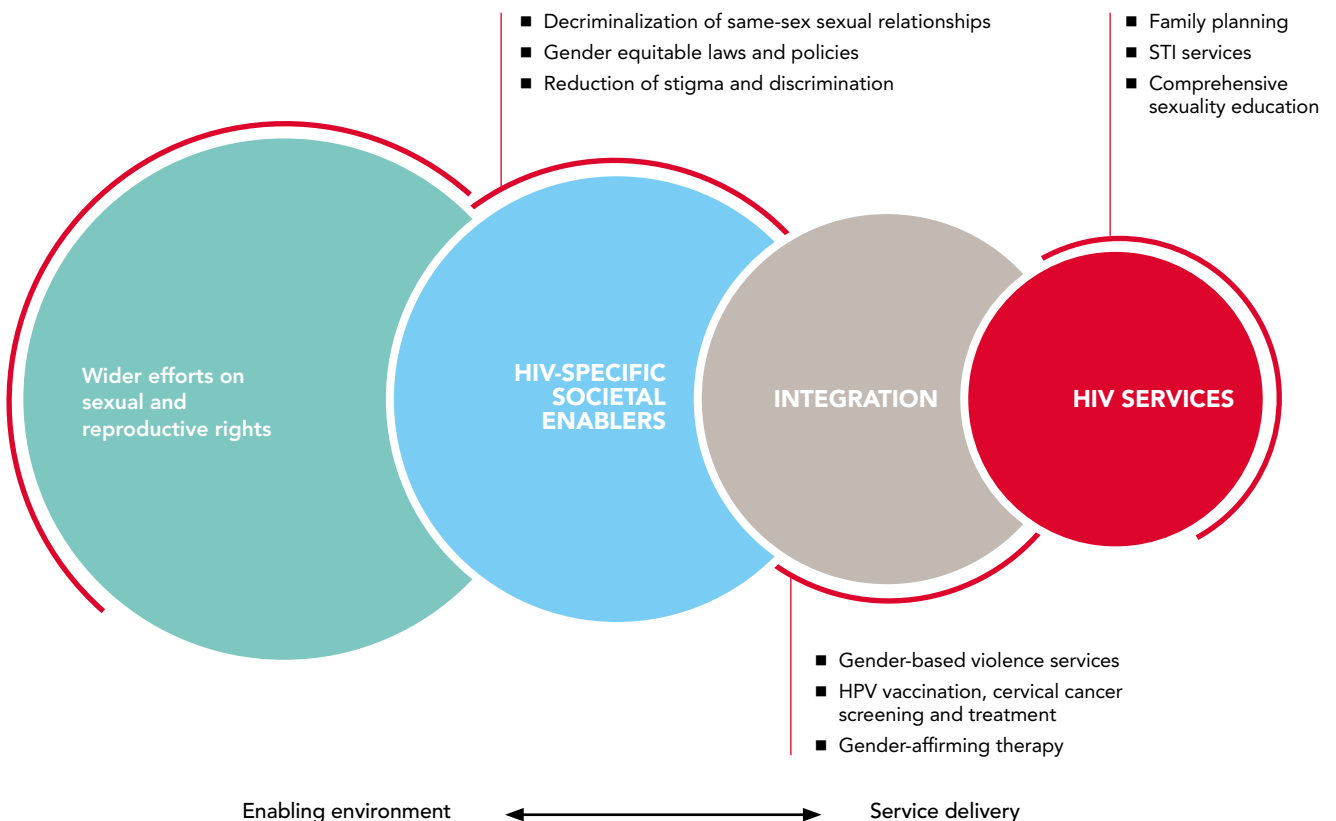 ■ Decriminalization of same-sex sexual relationships
■ Gender equitable laws and policies
■ Reduction of stigma and discrimination
■ Family planning
■ STI services
■ Comprehensive
sexuality education
Wider efforts on
sexual and
reproductive rights
HIV-SPECIFIC
SOCIETAL
ENABLERS
INTEGRATION
HIV SERVICES
■ Gender-based violence services
■ HPV vaccination, cervical cancer
screening and treatment
■ Gender-affirming therapy
Enabling environment
Service delivery